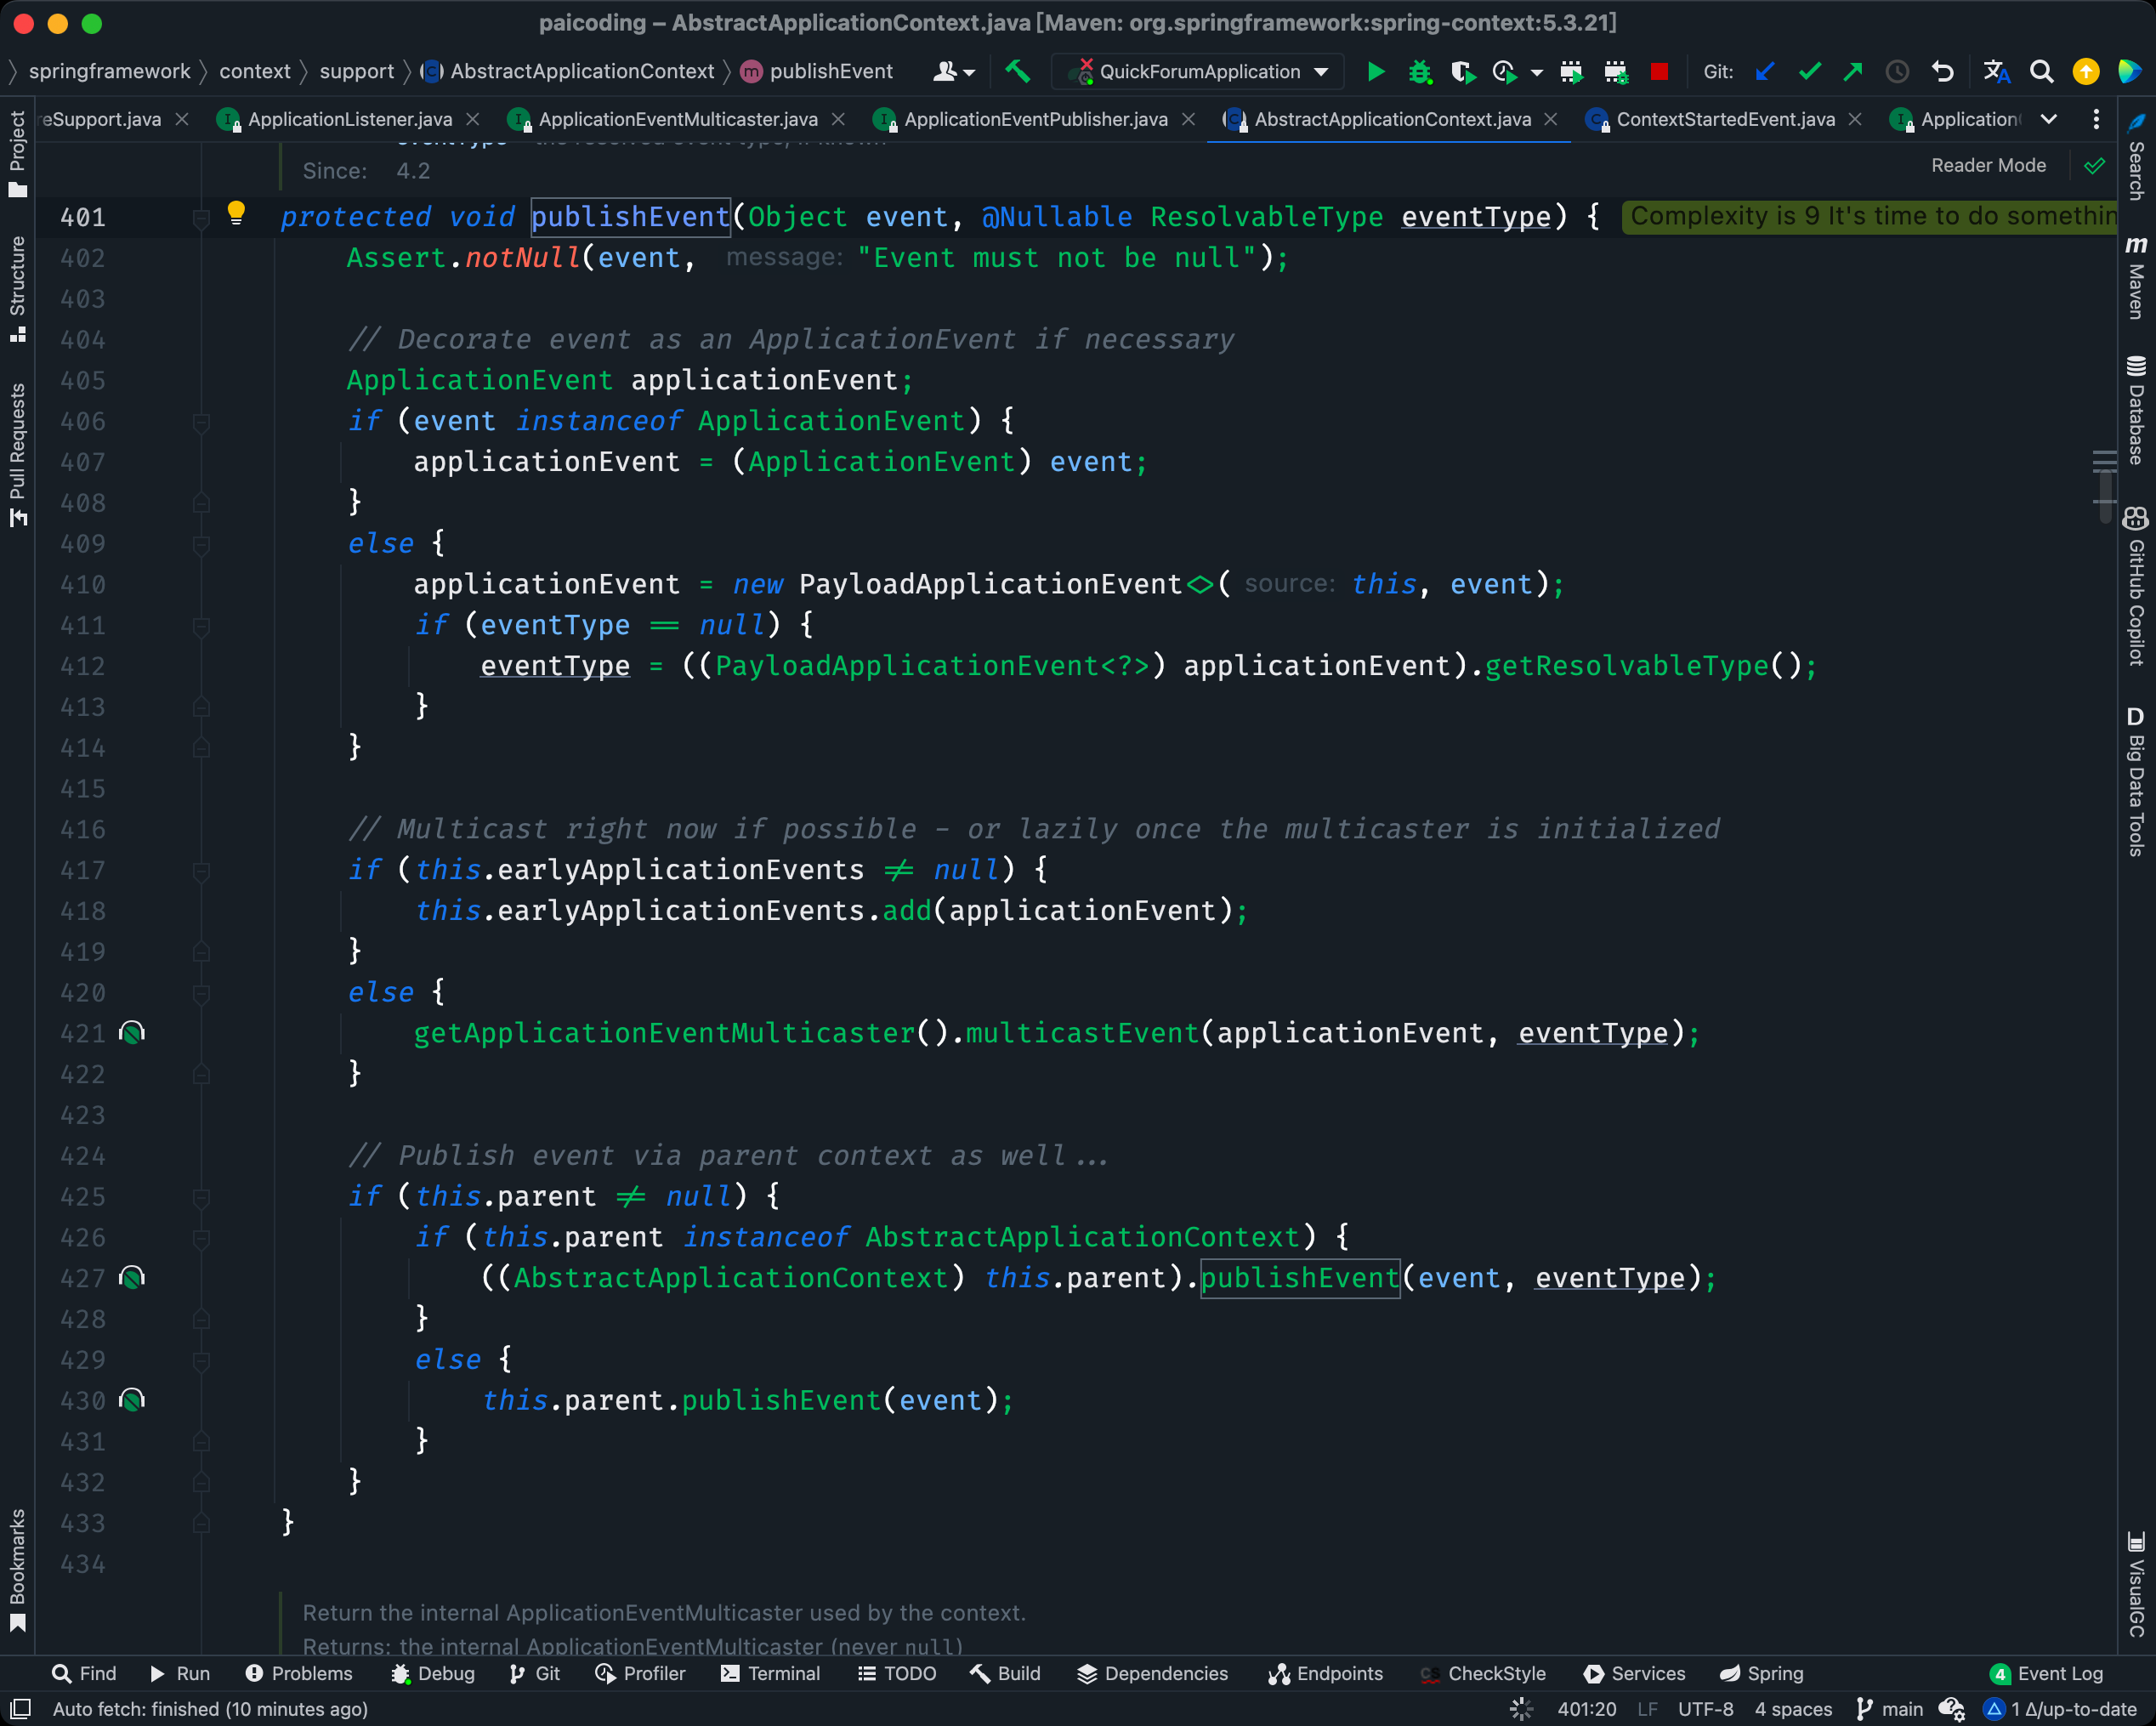 paicoding – AbstractApplicationContext.java [Maven: org.springframework:spring-context:5.3.21]
springframework context support AbstractApplicationContext publishEvent QuickForumApplication Git:
eSupport.java ApplicationListener.java ApplicationEventMulticaster.java ApplicationEventPublisher.java AbstractApplicationContext.java ContextStartedEvent.java Application
Reader Mode
Since: 4.2
401 protected void publishEvent(Object event, @Nullable ResolvableType eventType) { Complexity is 9 It's time to do somethin
402 Assert.notNull(event, message: "Event must not be null");
403
404 // Decorate event as an ApplicationEvent if necessary
405 ApplicationEvent applicationEvent;
406 if (event instanceof ApplicationEvent) {
407 applicationEvent = (ApplicationEvent) event;
408 }
409 else {
410 applicationEvent = new PayloadApplicationEvent<>( source: this, event);
411 if (eventType == null) {
412 eventType = ((PayloadApplicationEvent<?>) applicationEvent).getResolvableType();
413 }
414 }
415
416 // Multicast right now if possible - or lazily once the multicaster is initialized
417 if (this.earlyApplicationEvents != null) {
418 this.earlyApplicationEvents.add(applicationEvent);
419 }
420 else {
421 getApplicationEventMulticaster().multicastEvent(applicationEvent, eventType);
422 }
423
424 // Publish event via parent context as well...
425 if (this.parent != null) {
426 if (this.parent instanceof AbstractApplicationContext) {
427 ((AbstractApplicationContext) this.parent).publishEvent(event, eventType);
428 }
429 else {
430 this.parent.publishEvent(event);
431 }
432 }
433 }
434
Return the internal ApplicationEventMulticaster used by the context.
Returns: the internal ApplicationEventMulticaster (never null)
Project
Structure
Pull Requests
Bookmarks
Search
m Maven
Database
GitHub Copilot
D Big Data Tools
VisualGC
Find Run Problems Debug Git Profiler Terminal TODO Build Dependencies Endpoints CheckStyle Services Spring 4 Event Log
Auto fetch: finished (10 minutes ago) 401:20 LF UTF-8 4 spaces main 1 Δ/up-to-date